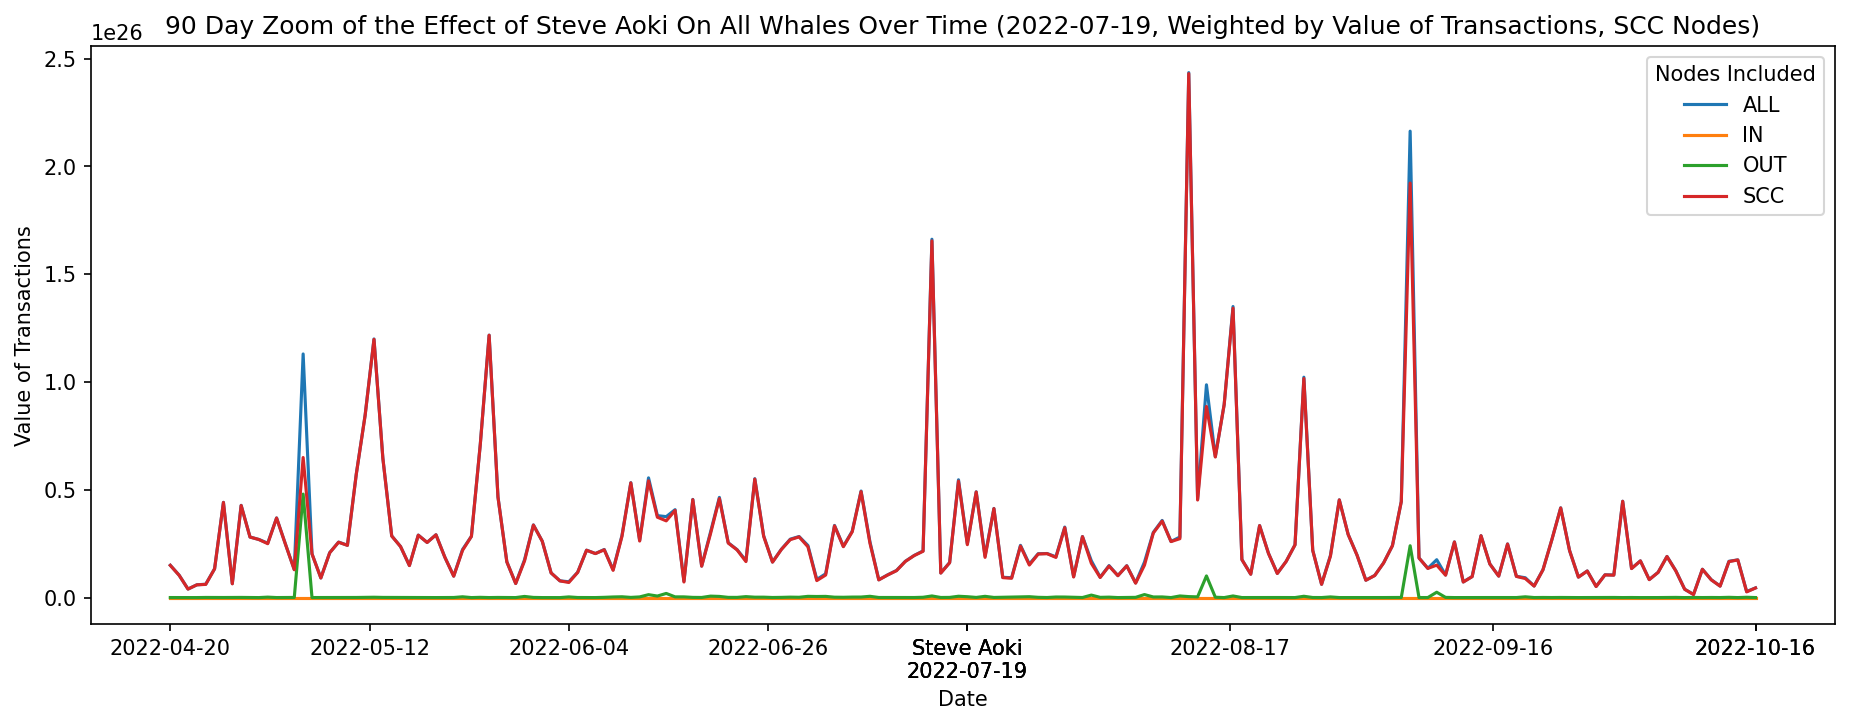 90 Day Zoom of the Effect of Steve Aoki On All Whales Over Time (2022-07-19, Weighted by Value of Transactions, SCC Nodes)
1e26
2.5
2.0
1.5
1.0
0.5
0.0
Value of Transactions
Nodes Included
ALL
IN
OUT
SCC
2022-04-20
2022-05-12
2022-06-04
2022-06-26
Steve Aoki
2022-07-19
2022-08-17
2022-09-16
2022-10-16
Date